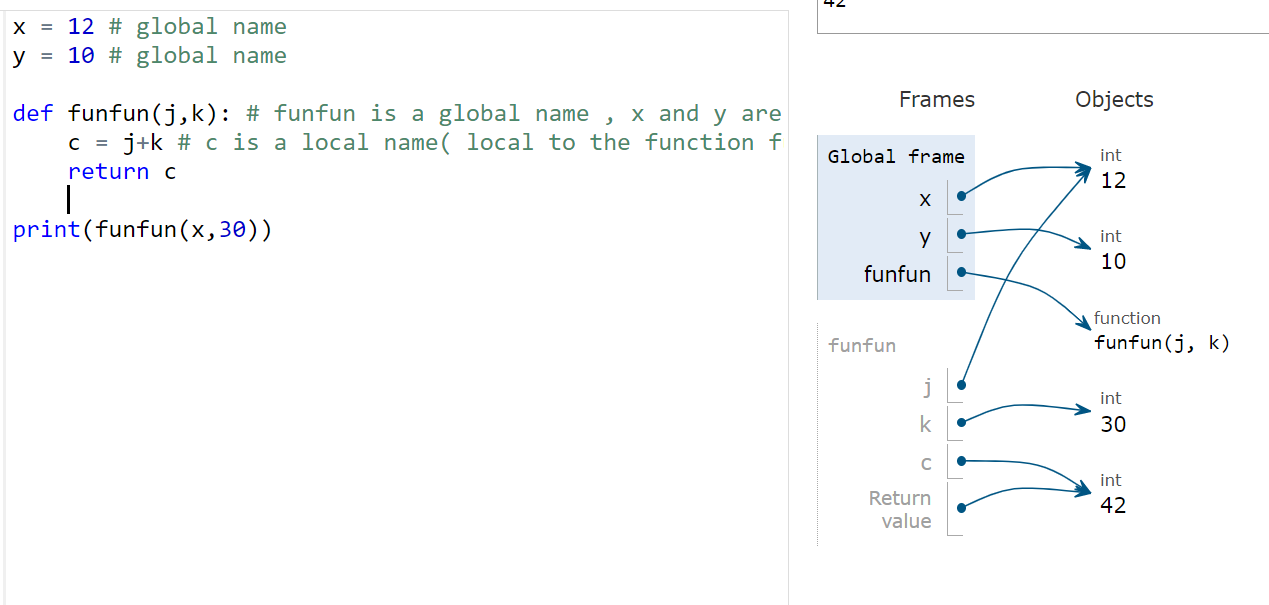 x = 12 # global name
y = 10 # global name
def funfun(j,k): # funfun is a global name , x and y are
c = j+k # c is a local name( local to the function f
return c
print(funfun(x,30))
42
Frames
Objects
Global frame
x
y
funfun
int
12
int
10
function
funfun(j, k)
funfun
j
k
c
Return
value
int
30
int
42